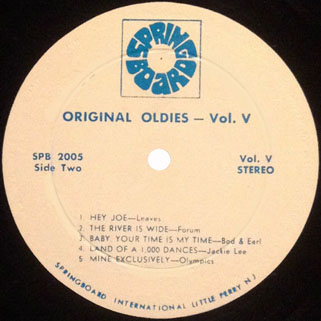 SPRING
BOARD
ORIGINAL OLDIES — Vol. V
SPB 2005
Side Two
Vol. V
STEREO
1 HEY JOE—Leaves
2 THE RIVER IS WIDE—Forum
3 BABY YOUR TIME IS MY TIME—Bod & Earl
4 LAND OF A 1,000 DANCES—Jackie Lee
5 MINE EXCLUSIVELY—Olympics
SPRINGBOARD INTERNATIONAL LITTLE FERRY N J